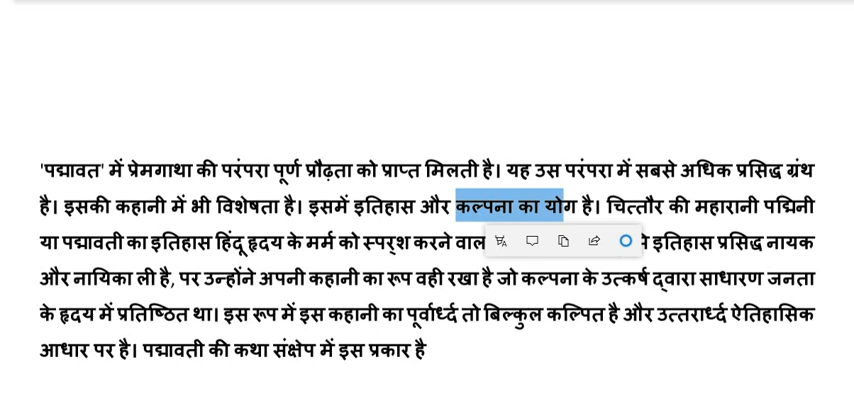 'पद्मावत' में प्रेमगाथा की परंपरा पूर्ण प्रौढ़ता को प्राप्त मिलती है। यह उस परंपरा में सबसे अधिक प्रसिद्ध ग्रंथ
है। इसकी कहानी में भी विशेषता है। इसमें इतिहास और कल्पना का योग है। चित्तौर की महारानी पद्मिनी
या पद्मावती का इतिहास हिंदू हृदय के मर्म को स्पर्श करने वाल इतिहास प्रसिद्ध नायक
और नायिका ली है, पर उन्होंने अपनी कहानी का रूप वही रखा है जो कल्पना के उत्कर्ष द्वारा साधारण जनता
के हृदय में प्रतिष्ठित था। इस रूप में इस कहानी का पूर्वार्ध्द तो बिल्कुल कल्पित है और उत्तरार्ध्द ऐतिहासिक
आधार पर है। पद्मावती की कथा संक्षेप में इस प्रकार है